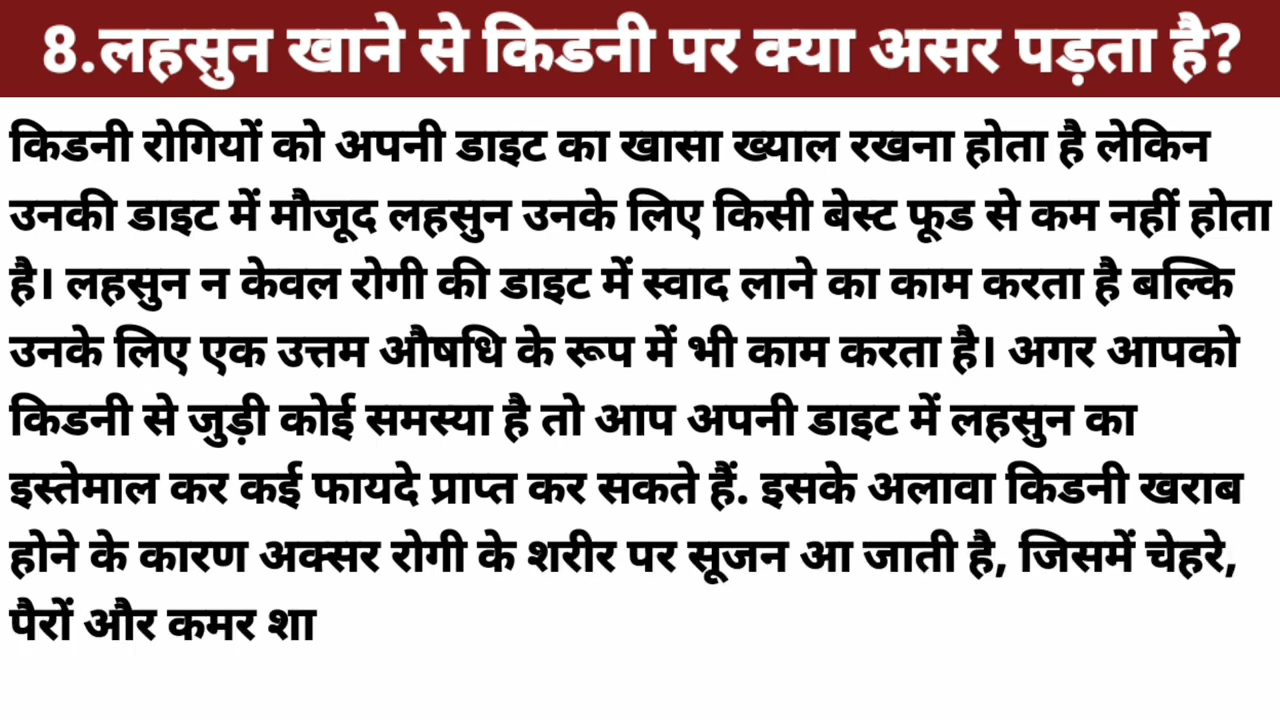 8.लहसुन खाने से किडनी पर क्या असर पड़ता है?
किडनी रोगियों को अपनी डाइट का खासा ख्याल रखना होता है लेकिन
उनकी डाइट में मौजूद लहसुन उनके लिए किसी बेस्ट फूड से कम नहीं होता
है। लहसुन न केवल रोगी की डाइट में स्वाद लाने का काम करता है बल्कि
उनके लिए एक उत्तम औषधि के रूप में भी काम करता है। अगर आपको
किडनी से जुड़ी कोई समस्या है तो आप अपनी डाइट में लहसुन का
इस्तेमाल कर कई फायदे प्राप्त कर सकते हैं. इसके अलावा किडनी खराब
होने के कारण अक्सर रोगी के शरीर पर सूजन आ जाती है, जिसमें चेहरे,
पैरों और कमर शा